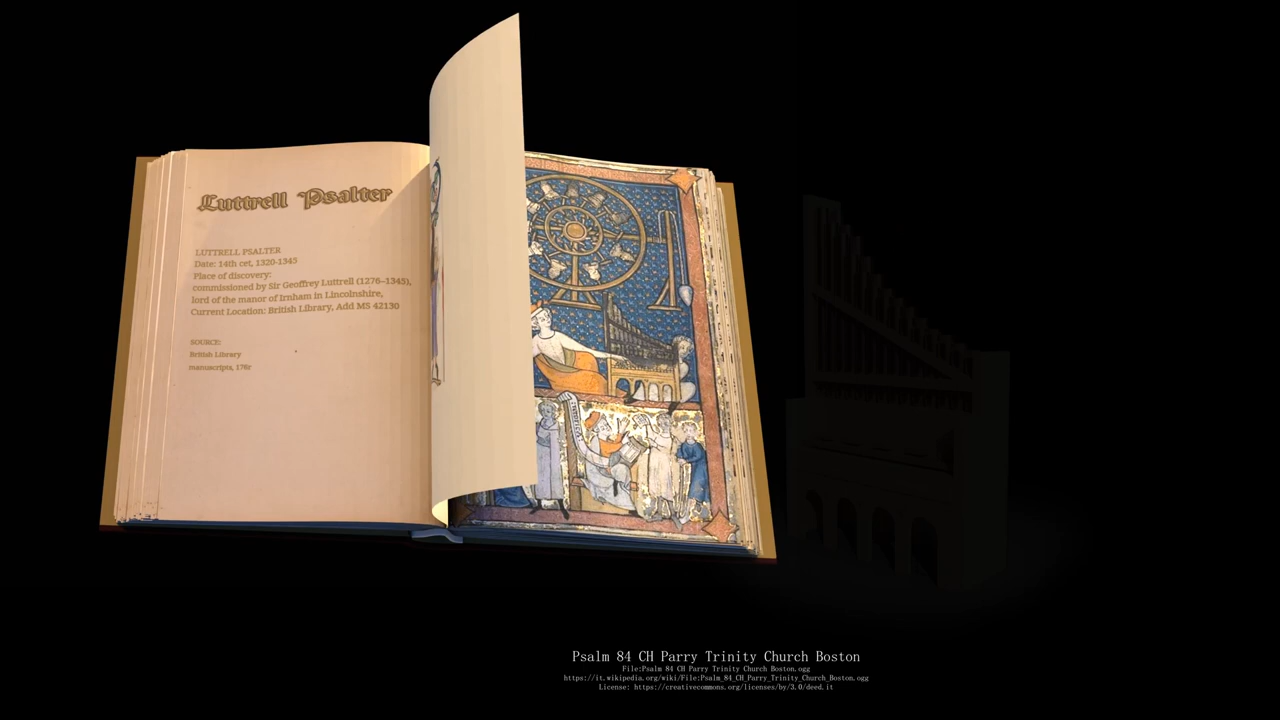 Luttrell Psalter
LUTTRELL PSALTER
Date: 14th cet, 1320-1345
Place of discovery:
commissioned by Sir Geoffrey Luttrell (1276–1345),
lord of the manor of Irnham in Lincolnshire,
Current Location: British Library, Add MS 42130
SOURCE:
British Library
manuscripts, 176r
Psalm 84 CH Parry Trinity Church Boston
File:Psalm 84 CH Parry Trinity Church Boston.ogg
https://it.wikipedia.org/wiki/File:Psalm_84_CH_Parry_Trinity_Church_Boston.ogg
License: https://creativecommons.org/licenses/by/3.0/deed.it